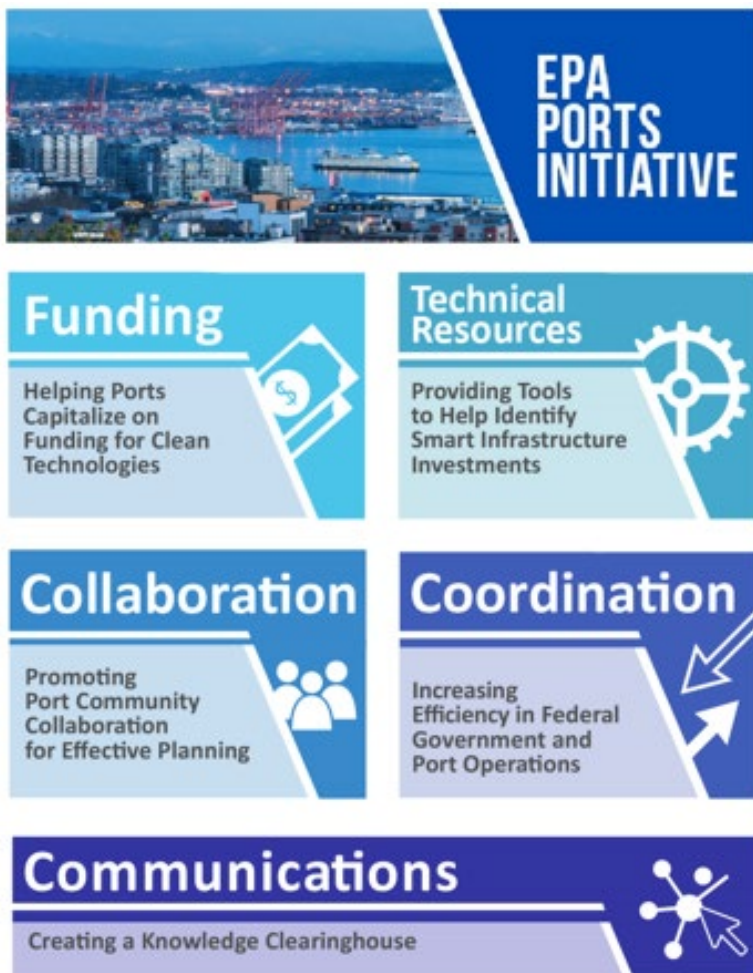 EPA
PORTS
INITIATIVE
Funding
Helping Ports
Capitalize on
Funding for Clean
Technologies
Technical
Resources
Providing Tools
to Help Identify
Smart Infrastructure
Investments
Collaboration
Promoting
Port Community
Collaboration
for Effective Planning
Coordination
Increasing
Efficiency in Federal
Government and
Port Operations
Communications
Creating a Knowledge Clearinghouse